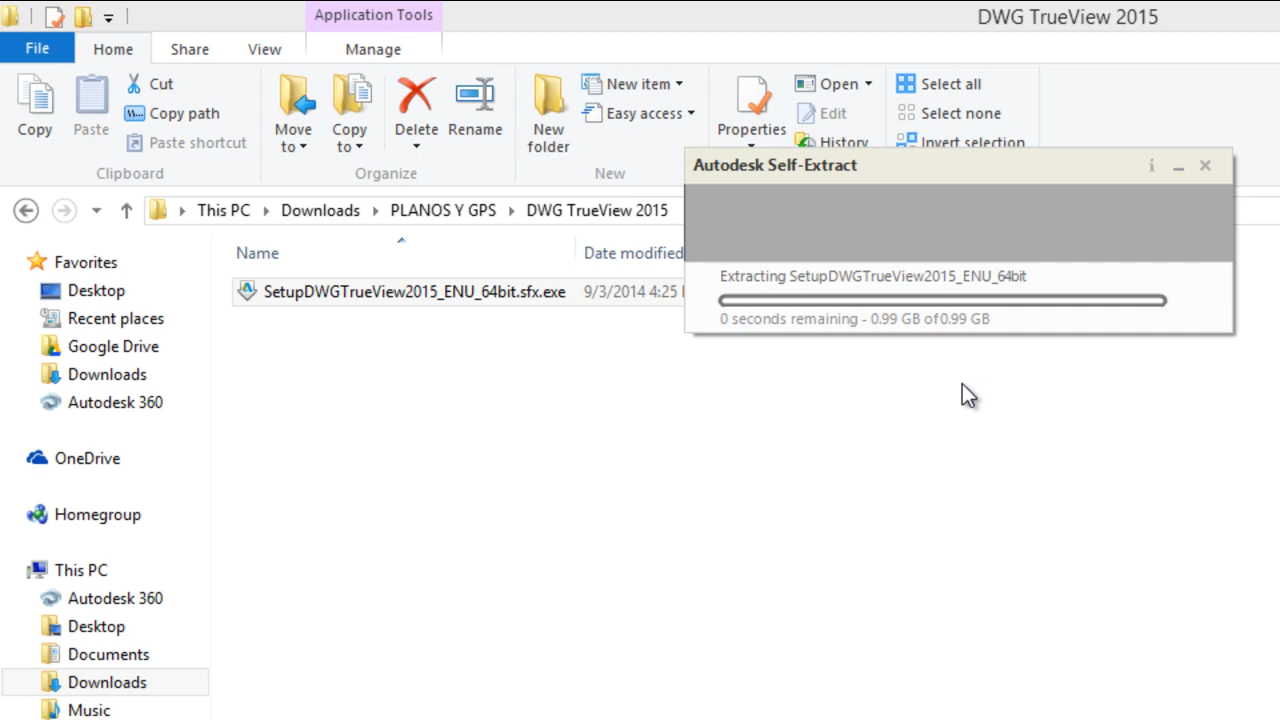 Application Tools
DWG TrueView 2015
File
Home
Share
View
Manage
Copy
Paste
Cut
Copy path
Paste shortcut
Clipboard
Move to
Copy to
Delete
Rename
Organize
New folder
New item
Easy access
New
Properties
Open
Edit
History
Select all
Select none
Invert selection
This PC
Downloads
PLANOS Y GPS
DWG TrueView 2015
Autodesk Self-Extract
Extracting SetupDWGTrueView2015_ENU_64bit
0 seconds remaining - 0.99 GB of0.99 GB
Name
Date modified
SetupDWGTrueView2015_ENU_64bit.sfx.exe
9/3/2014 4:25
Favorites
Desktop
Recent places
Google Drive
Downloads
Autodesk 360
OneDrive
Homegroup
This PC
Autodesk 360
Desktop
Documents
Downloads
Music